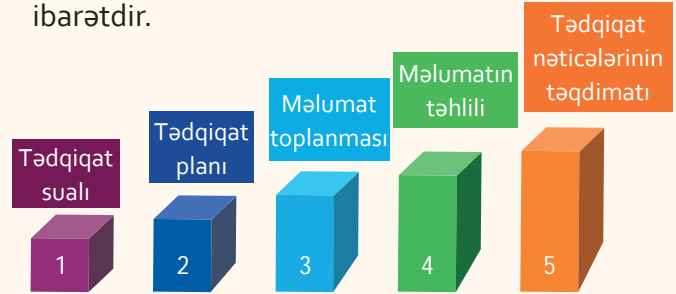 ibarətdir.
Tədqiqat
sualı
Tədqiqat
planı
Məlumat
toplanması
Məlumatın
təhlili
Tədqiqat
nəticələrinin
təqdimatı
1
2
3
4
5